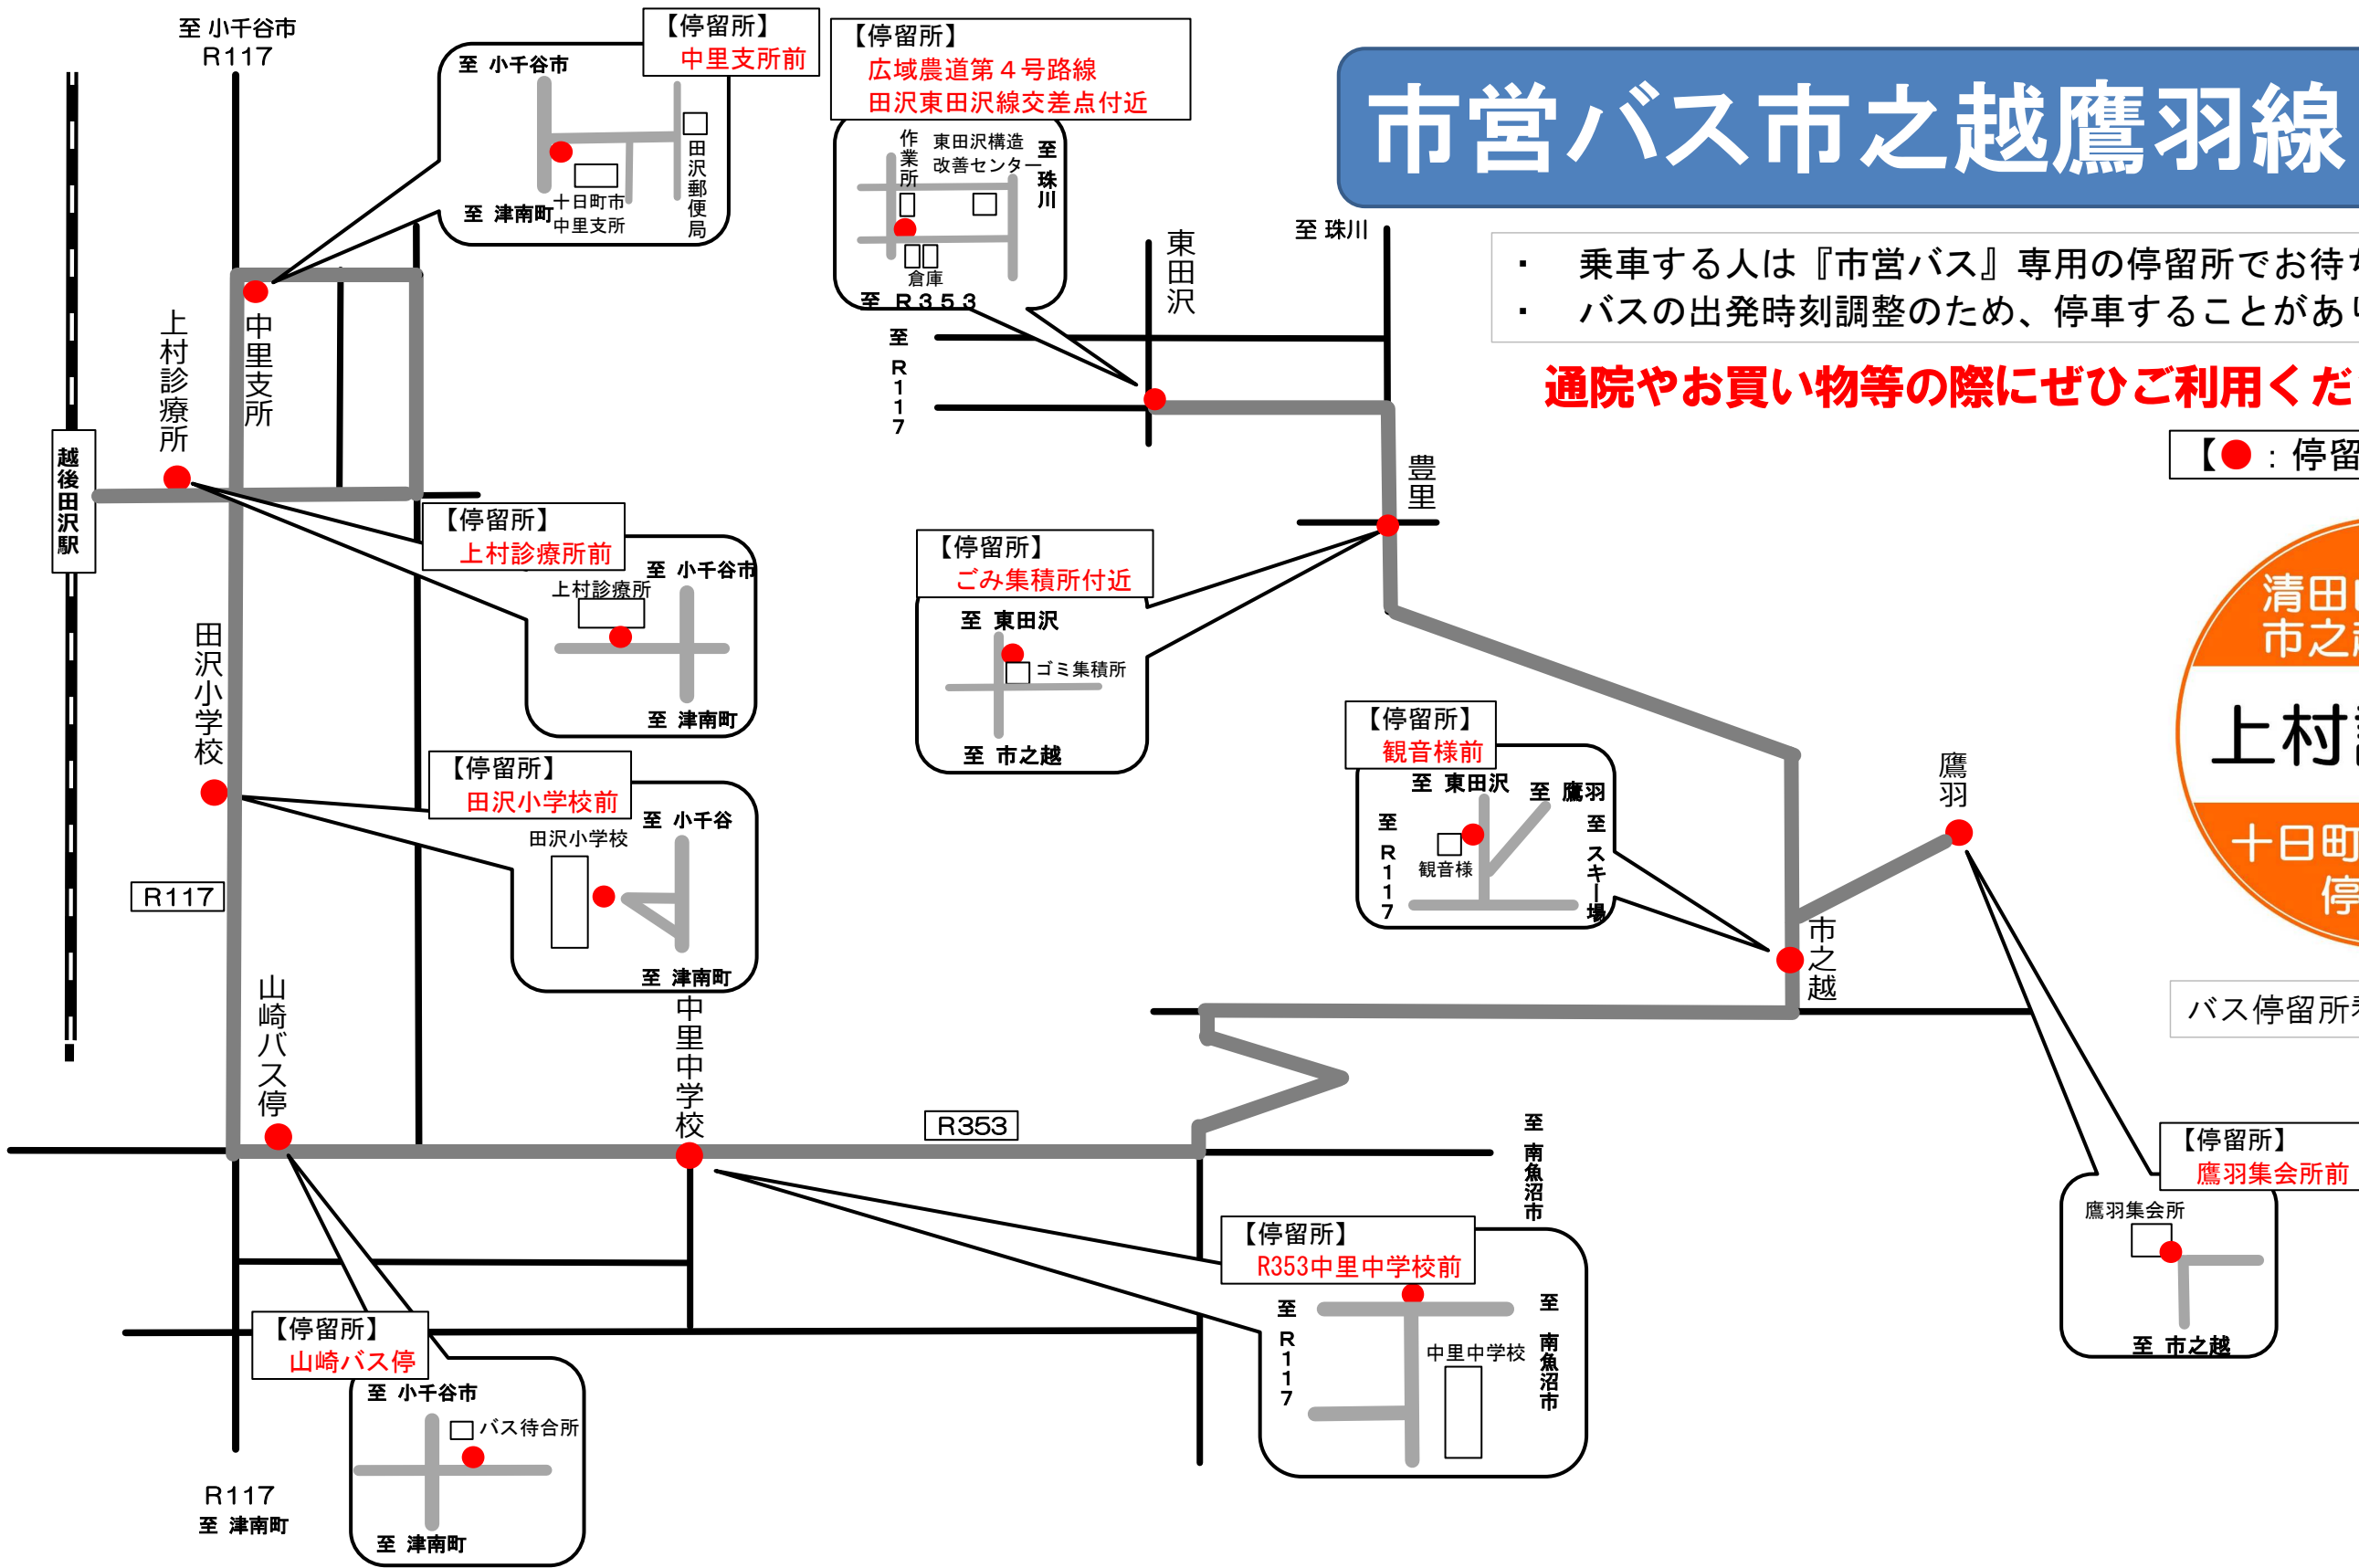 市営バス市之越鷹羽線
・ 乗車する人は『市営バス』専用の停留所でお待ち
・ バスの出発時刻調整のため、停車することがあり
通院やお買い物等の際にぜひご利用くだ
【●：停留
清田
市之越
上村
十日町
停
バス停留所
至 小千谷市
R117
【停留所】
中里支所前
至 小千谷市
至 津南町
十日町市
中里支所
田沢郵便局
【停留所】
広域農道第４号路線
田沢東田沢線交差点付近
作業所
東田沢構造
改善センター
至 珠川
倉庫
至 R353
至 R117
東田沢
至 珠川
上村診療所
中里支所
越後田沢駅
【停留所】
上村診療所前
上村診療所
至 小千谷市
至 津南町
豊里
【停留所】
ごみ集積所付近
至 東田沢
ゴミ集積所
至 市之越
田沢小学校
【停留所】
田沢小学校前
田沢小学校
至 小千谷
至 津南町
R117
【停留所】
観音様前
至 東田沢
至 鷹羽
至 R117
至 スキー場
観音様
鷹羽
市之越
山崎バス停
中里中学校
R353
至 南魚沼市
【停留所】
鷹羽集会所前
鷹羽集会所
至 市之越
【停留所】
R353中里中学校前
至 R117
至 南魚沼市
中里中学校
【停留所】
山崎バス停
至 小千谷市
バス待合所
至 津南町
R117
至 津南町